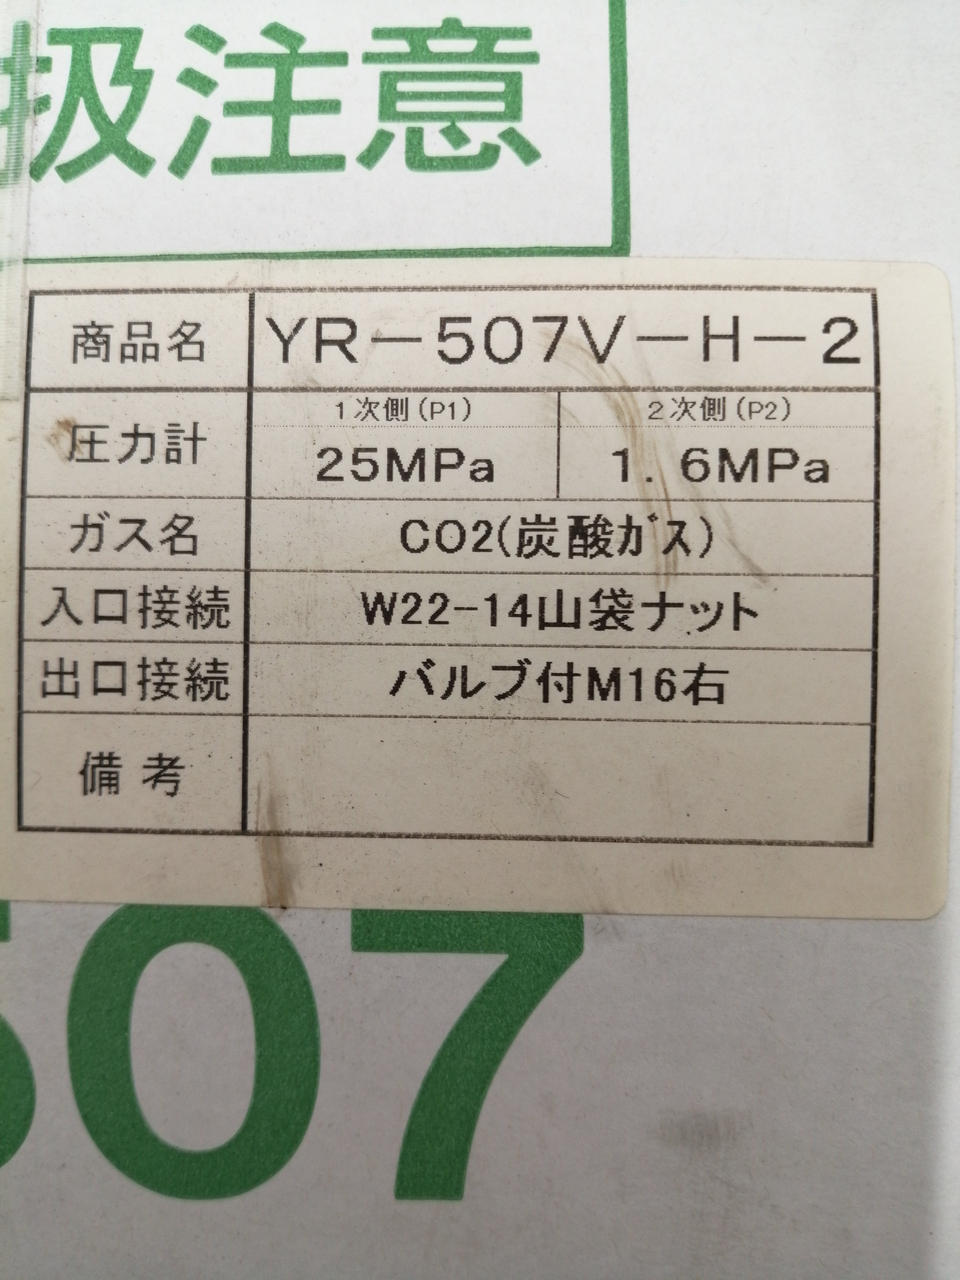 扱注意
商品名 YR－507V－H－2
圧力計 1次側(P1) 2次側(P2)
25MPa 1．6MPa
ガス名 CO2(炭酸ｶﾞｽ)
入口接続 W22-14山袋ナット
出口接続 バルブ付M16右
備考
507